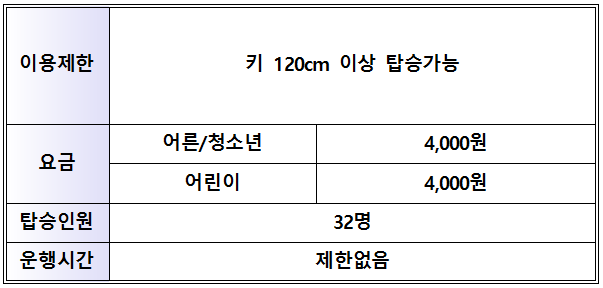 이용제한 키 120cm 이상 탑승가능
요금 어른/청소년 4,000원
어린이 4,000원
탑승인원 32명
운행시간 제한없음